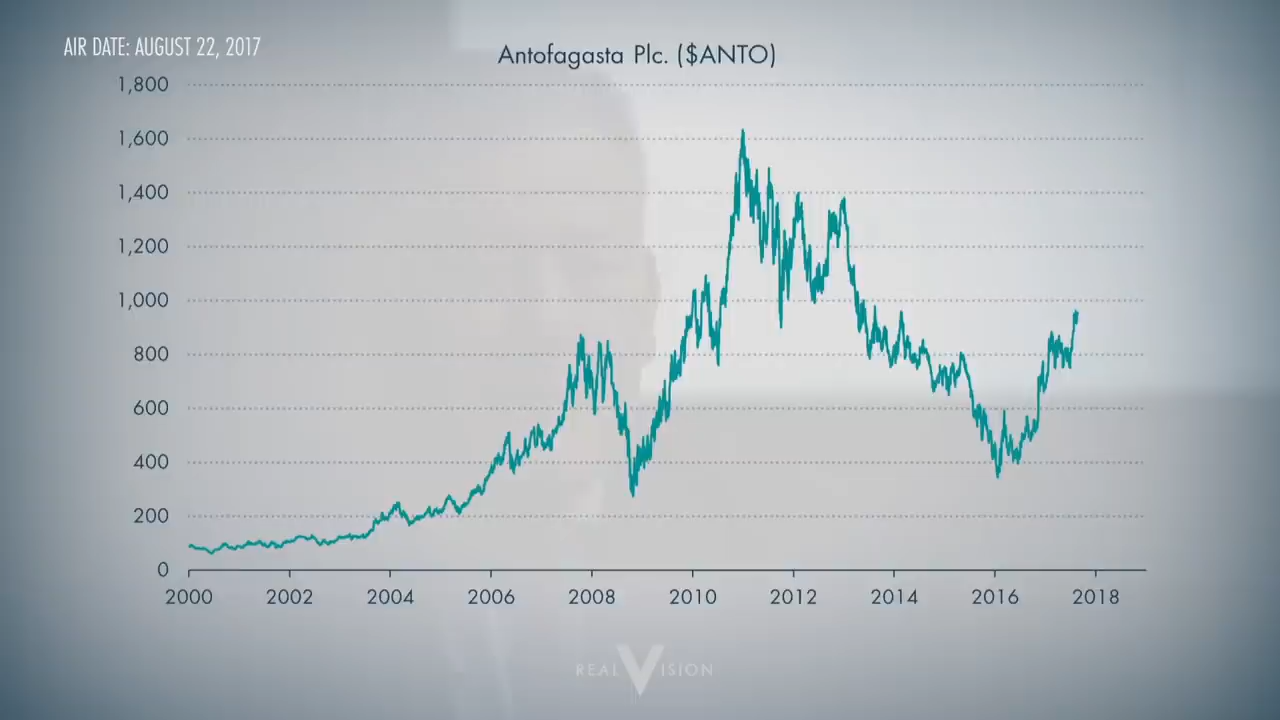 AIR DATE: AUGUST 22, 2017
Antofagasta Plc. ($ANTO)
1,800
1,600
1,400
1,200
1,000
800
600
400
200
0
2000 2002 2004 2006 2008 2010 2012 2014 2016 2018
REAL VISION